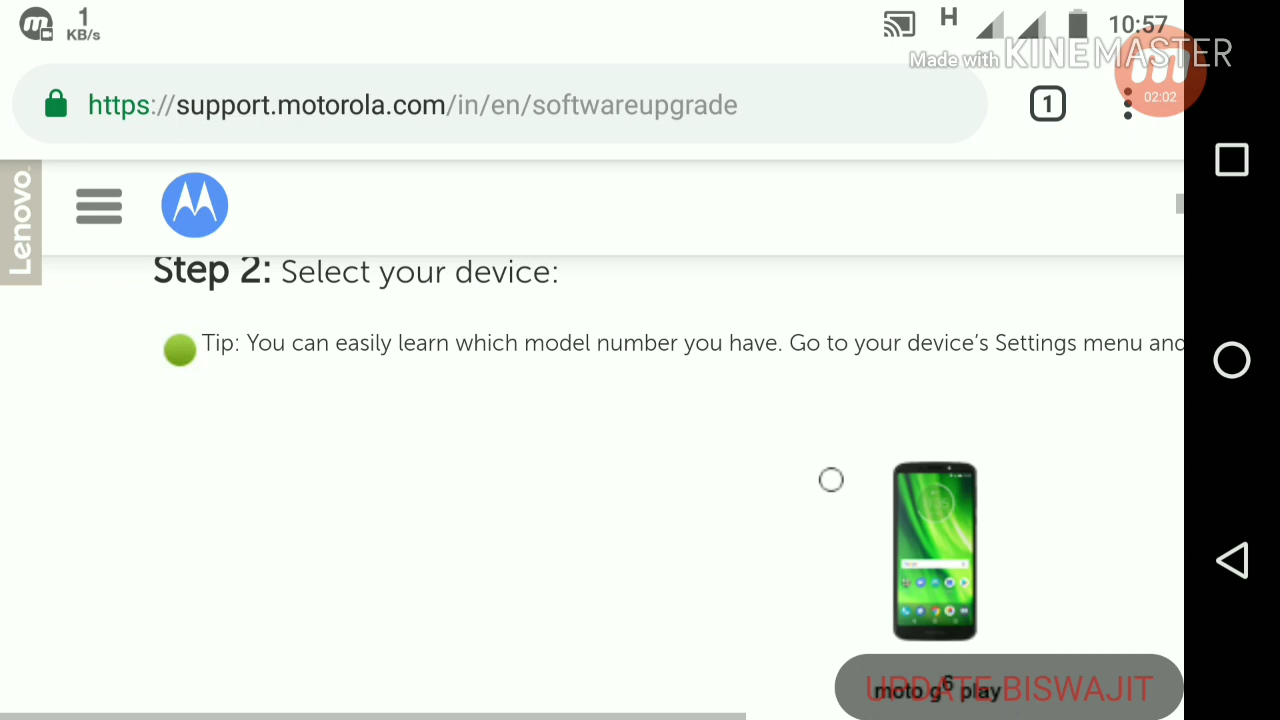 1
KB/s
H
10:57
Made with KINEMASTER
02:02
https://support.motorola.com/in/en/softwareupgrade
1
Lenovo
Step 2: Select your device:
Tip: You can easily learn which model number you have. Go to your device's Settings menu and
moto g6 play
UPDATE BISWAJIT